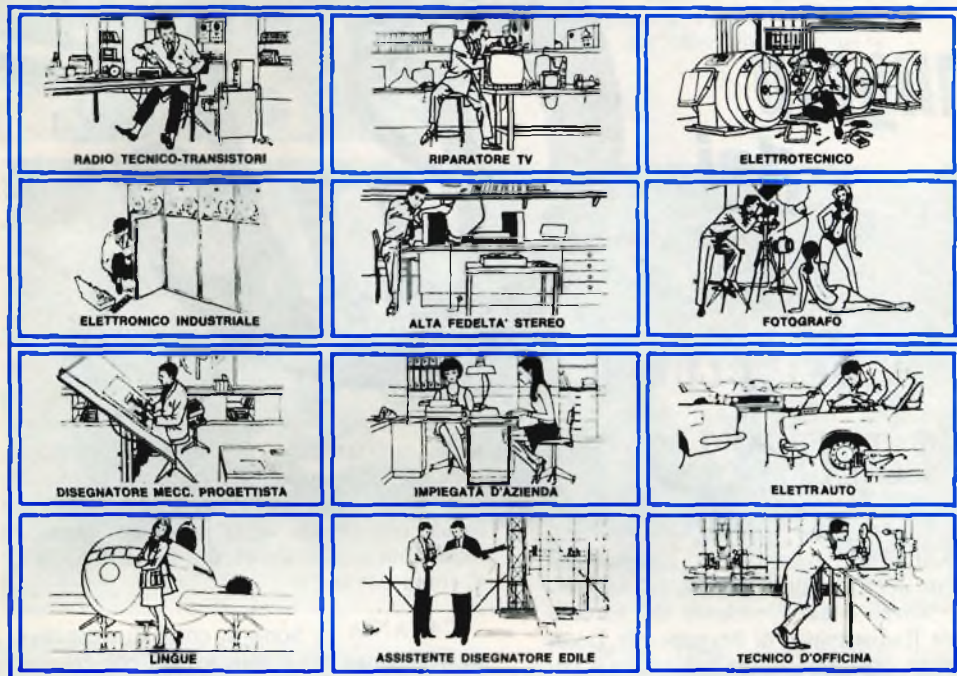 RADIO TECNICO-TRANSISTORI
RIPARATORE TV
ELETTROTECNICO
ELETTRONICO INDUSTRIALE
ALTA FEDELTA' STEREO
FOTOGRAFO
DISEGNATORE MECC. PROGETTISTA
IMPIEGATA D'AZIENDA
ELETTRAUTO
LINGUE
ASSISTENTE DISEGNATORE EDILE
TECNICO D'OFFICINA